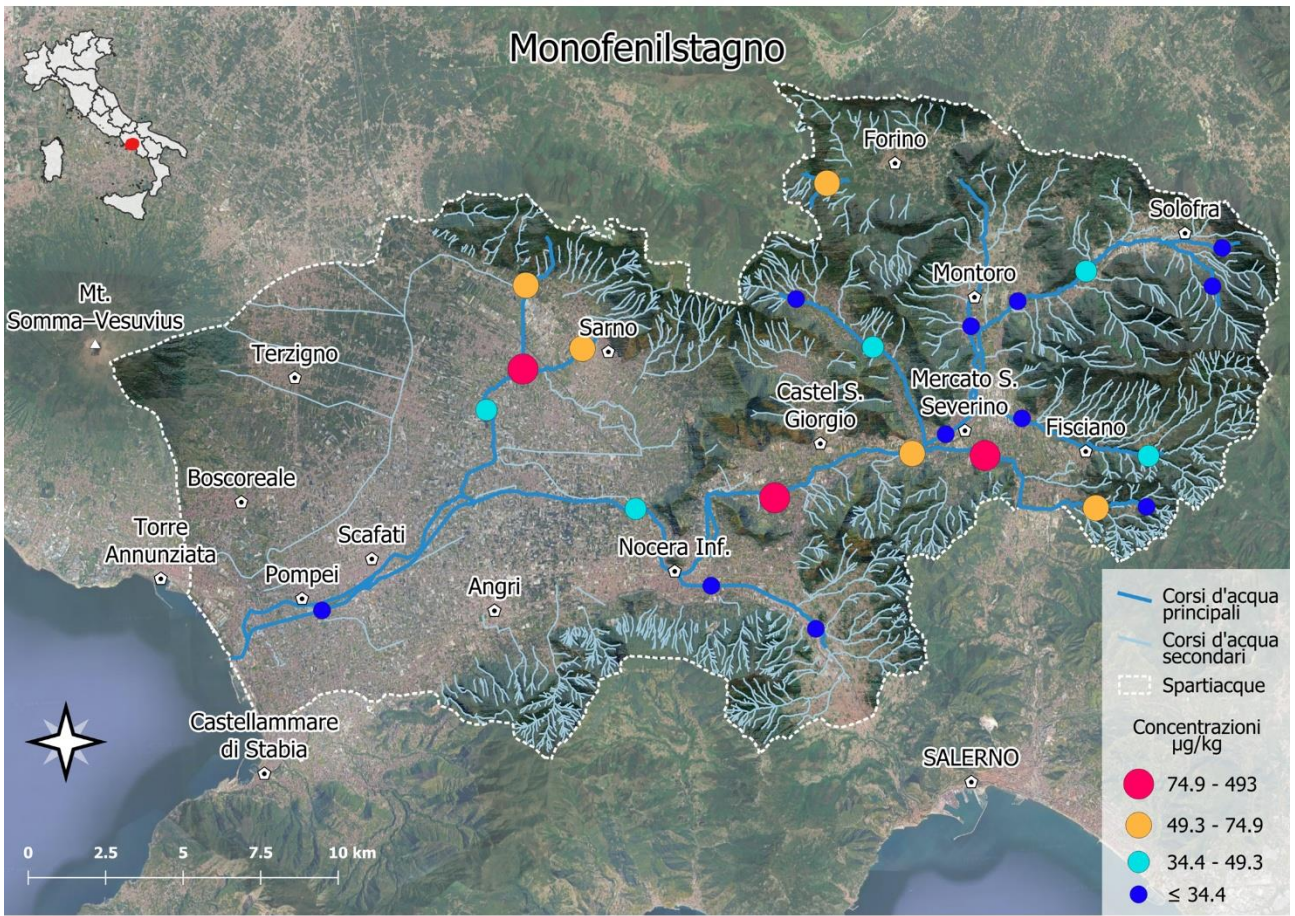 Monofenilstagno
Forino
Solofra
Montoro
Mt.
Somma–Vesuvius
Sarno
Terzigno
Castel S.
Giorgio
Mercato S.
Severino
Fisciano
Boscoreale
Torre
Annunziata
Scafati
Nocera Inf.
Pompei
Angri
Castellammare
di Stabia
SALERNO
0 2.5 5 7.5 10 km
Corsi d'acqua
principali
Corsi d'acqua
secondari
Spartiacque
Concentrazioni
µg/kg
74.9 - 493
49.3 - 74.9
34.4 - 49.3
≤ 34.4